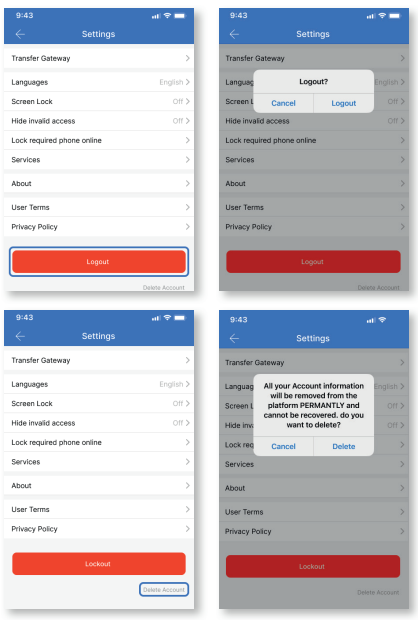 9:43
Settings
Transfer Gateway
Languages English
Screen Lock Off
Hide invalid access Off
Lock required phone online
Services
About
User Terms
Privacy Policy
Logout
Delete Account
9:43
Settings
Transfer Gateway
Languag English
Screen L Off
Hide invalid access Off
Lock required phone online
Services
About
User Terms
Privacy Policy
Logout
Delete Account
Logout?
Cancel Logout
9:43
Settings
Transfer Gateway
Languages English
Screen Lock Off
Hide invalid access Off
Lock required phone online
Services
About
User Terms
Privacy Policy
Lockout
Delete Account
9:43
Settings
Transfer Gateway
Languag English
Screen L Off
Hide inva Off
Lock req
Services
About
User Terms
Privacy Policy
Lockout
Delete Account
All your Account information
will be removed from the
platform PERMANTLY and
cannot be recovered. do you
want to delete?
Cancel Delete